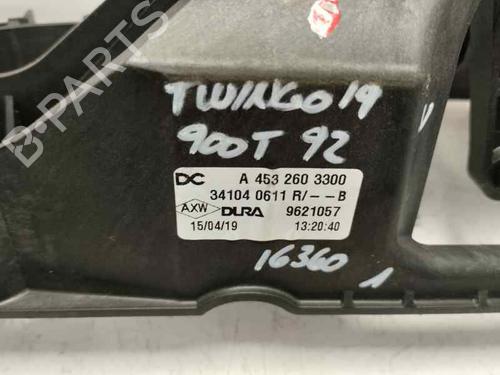 TWINGO 19
900T 92
DC A 453 260 3300
34104 0611 R/--B
AXW DURA 9621057
15/04/19 13:20:40
16360 1
V
B-PARTS